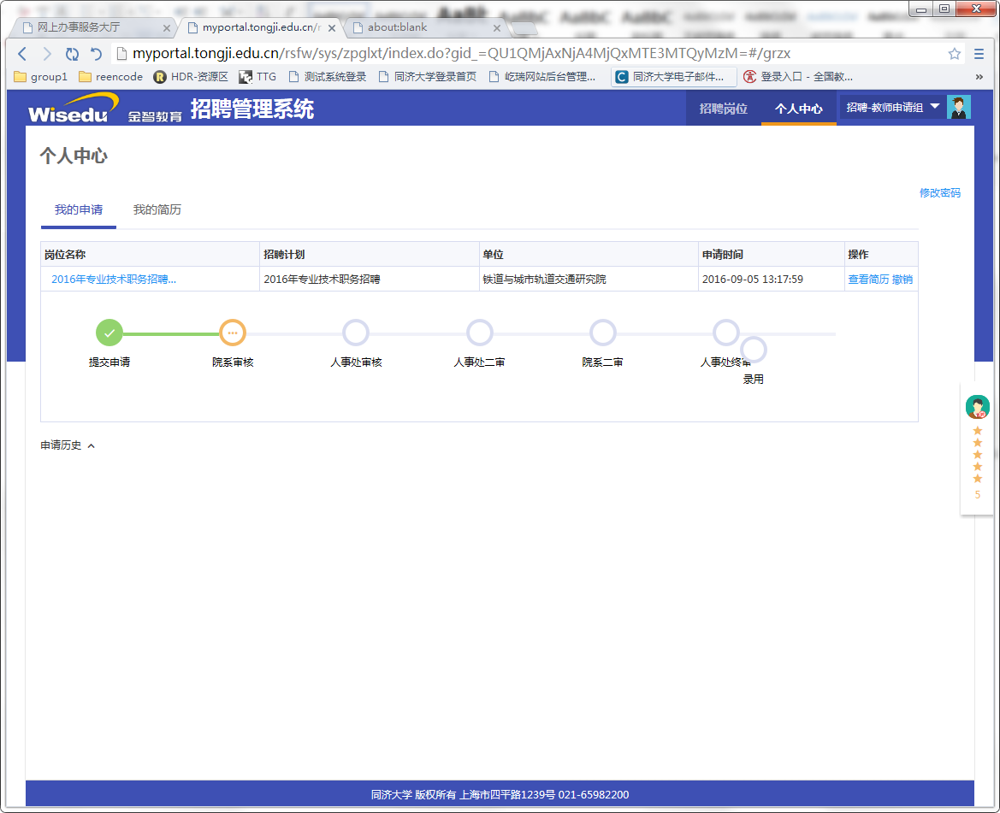 网上办事服务大厅
myportal.tongji.edu.cn/r
about:blank
myportal.tongji.edu.cn/rsfw/sys/zpglxt/index.do?gid_=QU1QMjAxNjA4MjQxMTE3MTQyMzM=#/grzx
group1 reencode HDR-资源区 TTG 测试系统登录 同济大学登录首页 屹瑞网站后台管理... 同济大学电子邮件... 登录入口 - 全国教... »
Wisedu 金智教育 招聘管理系统 招聘岗位 个人中心 招聘-教师申请组
个人中心
修改密码
我的申请 我的简历
岗位名称 招聘计划 单位 申请时间 操作
2016年专业技术职务招聘... 2016年专业技术职务招聘 铁道与城市轨道交通研究院 2016-09-05 13:17:59 查看简历 撤销
提交申请 院系审核 人事处审核 人事处二审 院系二审 人事处终审
录用
申请历史
5
同济大学 版权所有 上海市四平路1239号 021-65982200